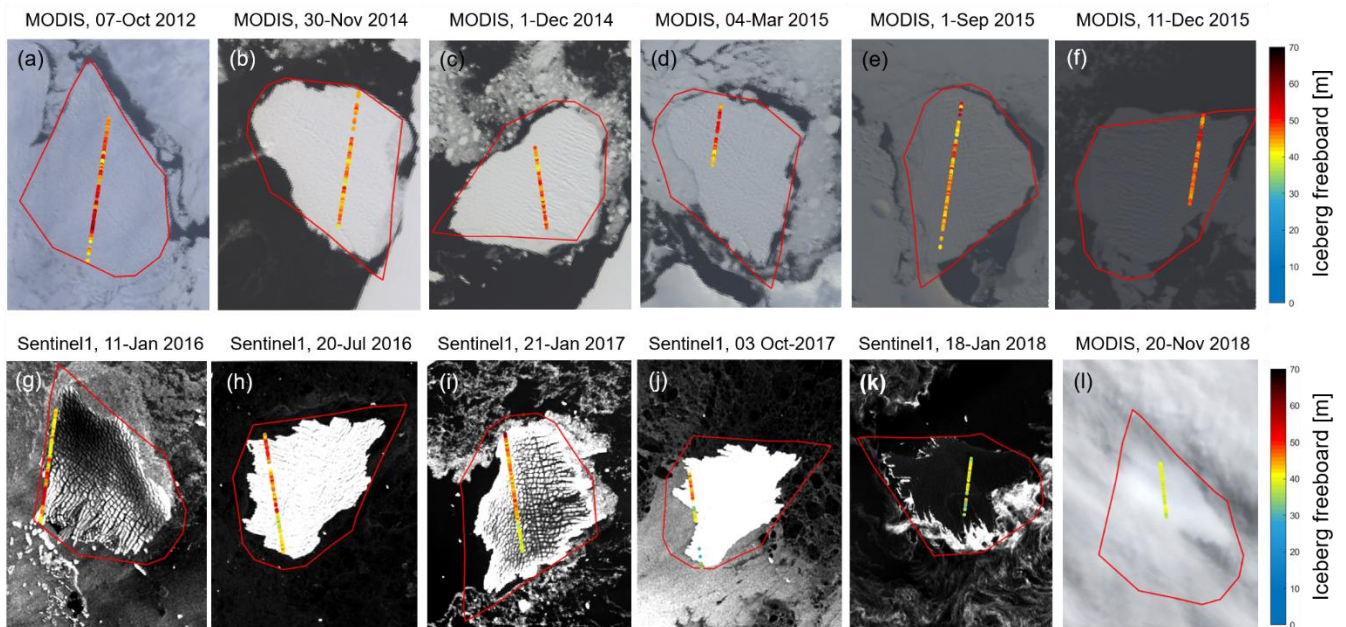 MODIS, 07-Oct 2012 MODIS, 30-Nov 2014 MODIS, 1-Dec 2014 MODIS, 04-Mar 2015 MODIS, 1-Sep 2015 MODIS, 11-Dec 2015
(a) (b) (c) (d) (e) (f)
70
60
50
40
30
20
10
0
Iceberg freeboard [m]
Sentinel1, 11-Jan 2016 Sentinel1, 20-Jul 2016 Sentinel1, 21-Jan 2017 Sentinel1, 03 Oct-2017 Sentinel1, 18-Jan 2018 MODIS, 20-Nov 2018
(g) (h) (i) (j) (k) (l)
70
60
50
40
30
20
10
0
Iceberg freeboard [m]